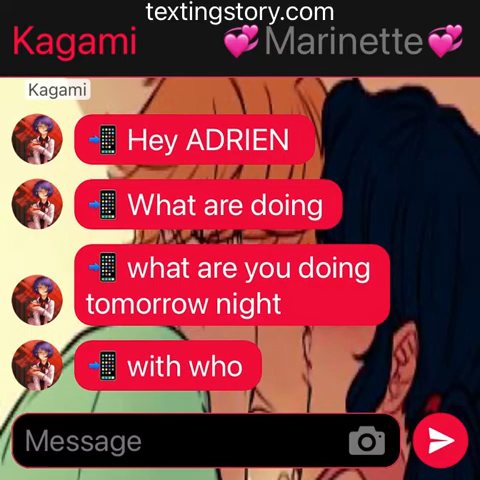 textingstory.com
Kagami 💞Marinette💞
Kagami
📲 Hey ADRIEN
📲 What are doing
📲 what are you doing
tomorrow night
📲 with who
Message